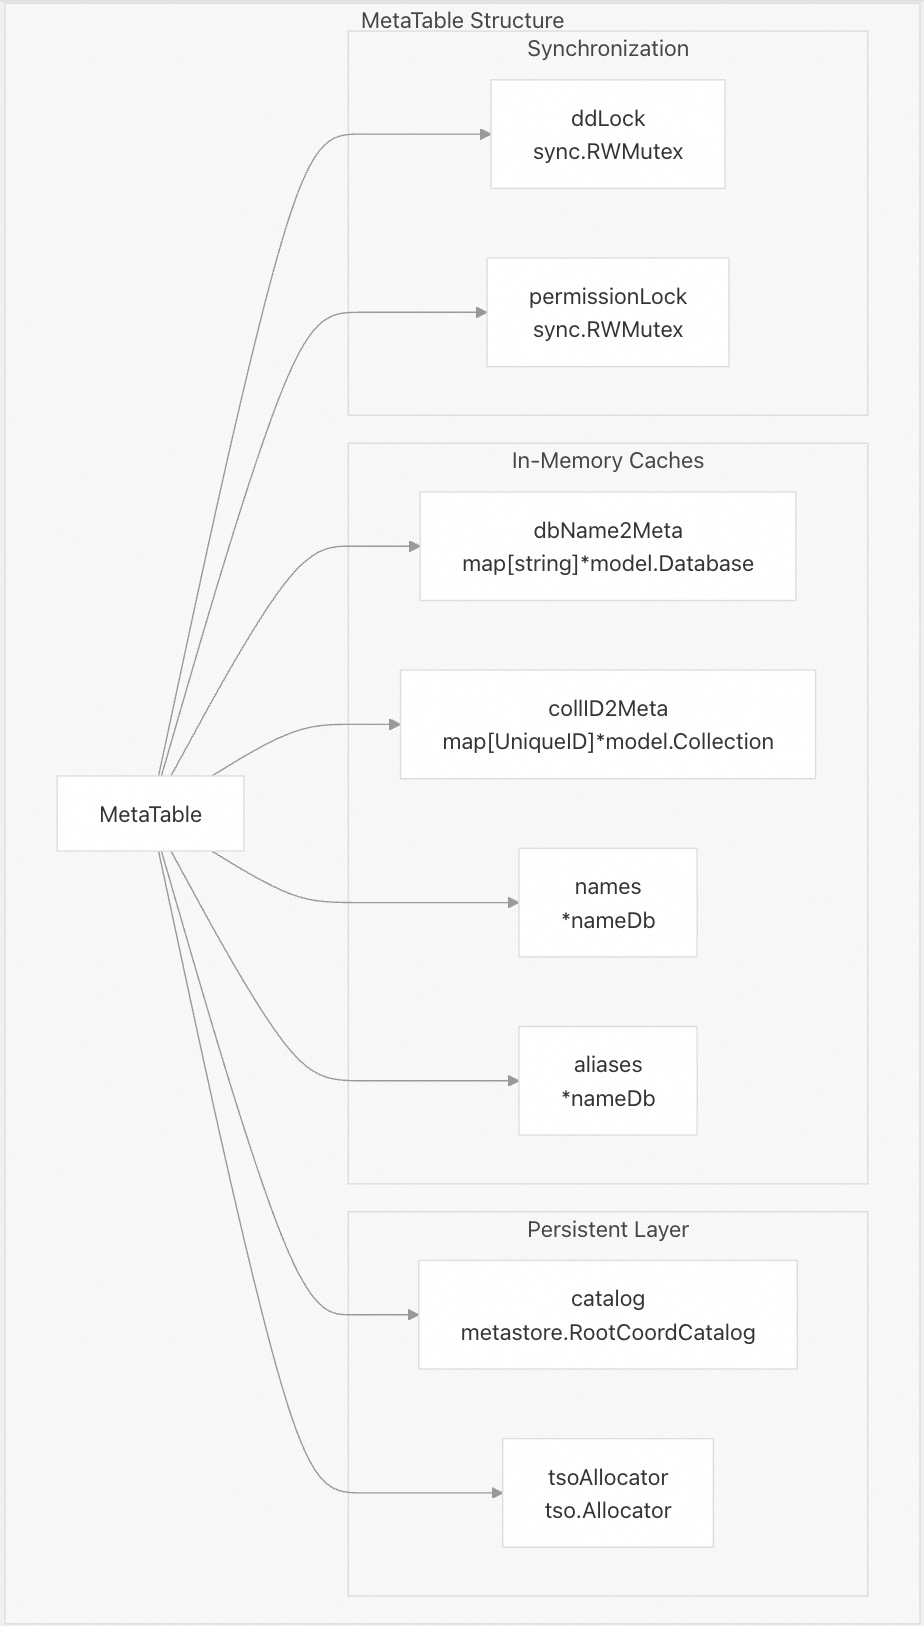 MetaTable Structure
Synchronization
ddLock
sync.RWMutex
permissionLock
sync.RWMutex
In-Memory Caches
dbName2Meta
map[string]*model.Database
collID2Meta
map[UniqueID]*model.Collection
MetaTable
names
*nameDb
aliases
*nameDb
Persistent Layer
catalog
metastore.RootCoordCatalog
tsoAllocator
tso.Allocator